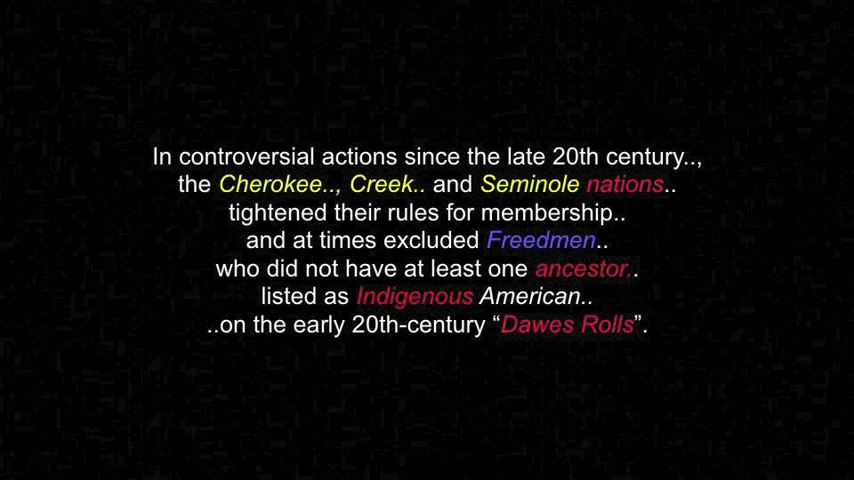 In controversial actions since the late 20th century..,
the Cherokee.., Creek.. and Seminole nations..
tightened their rules for membership..
and at times excluded Freedmen..
who did not have at least one ancestor..
listed as Indigenous American..
..on the early 20th-century “Dawes Rolls”.